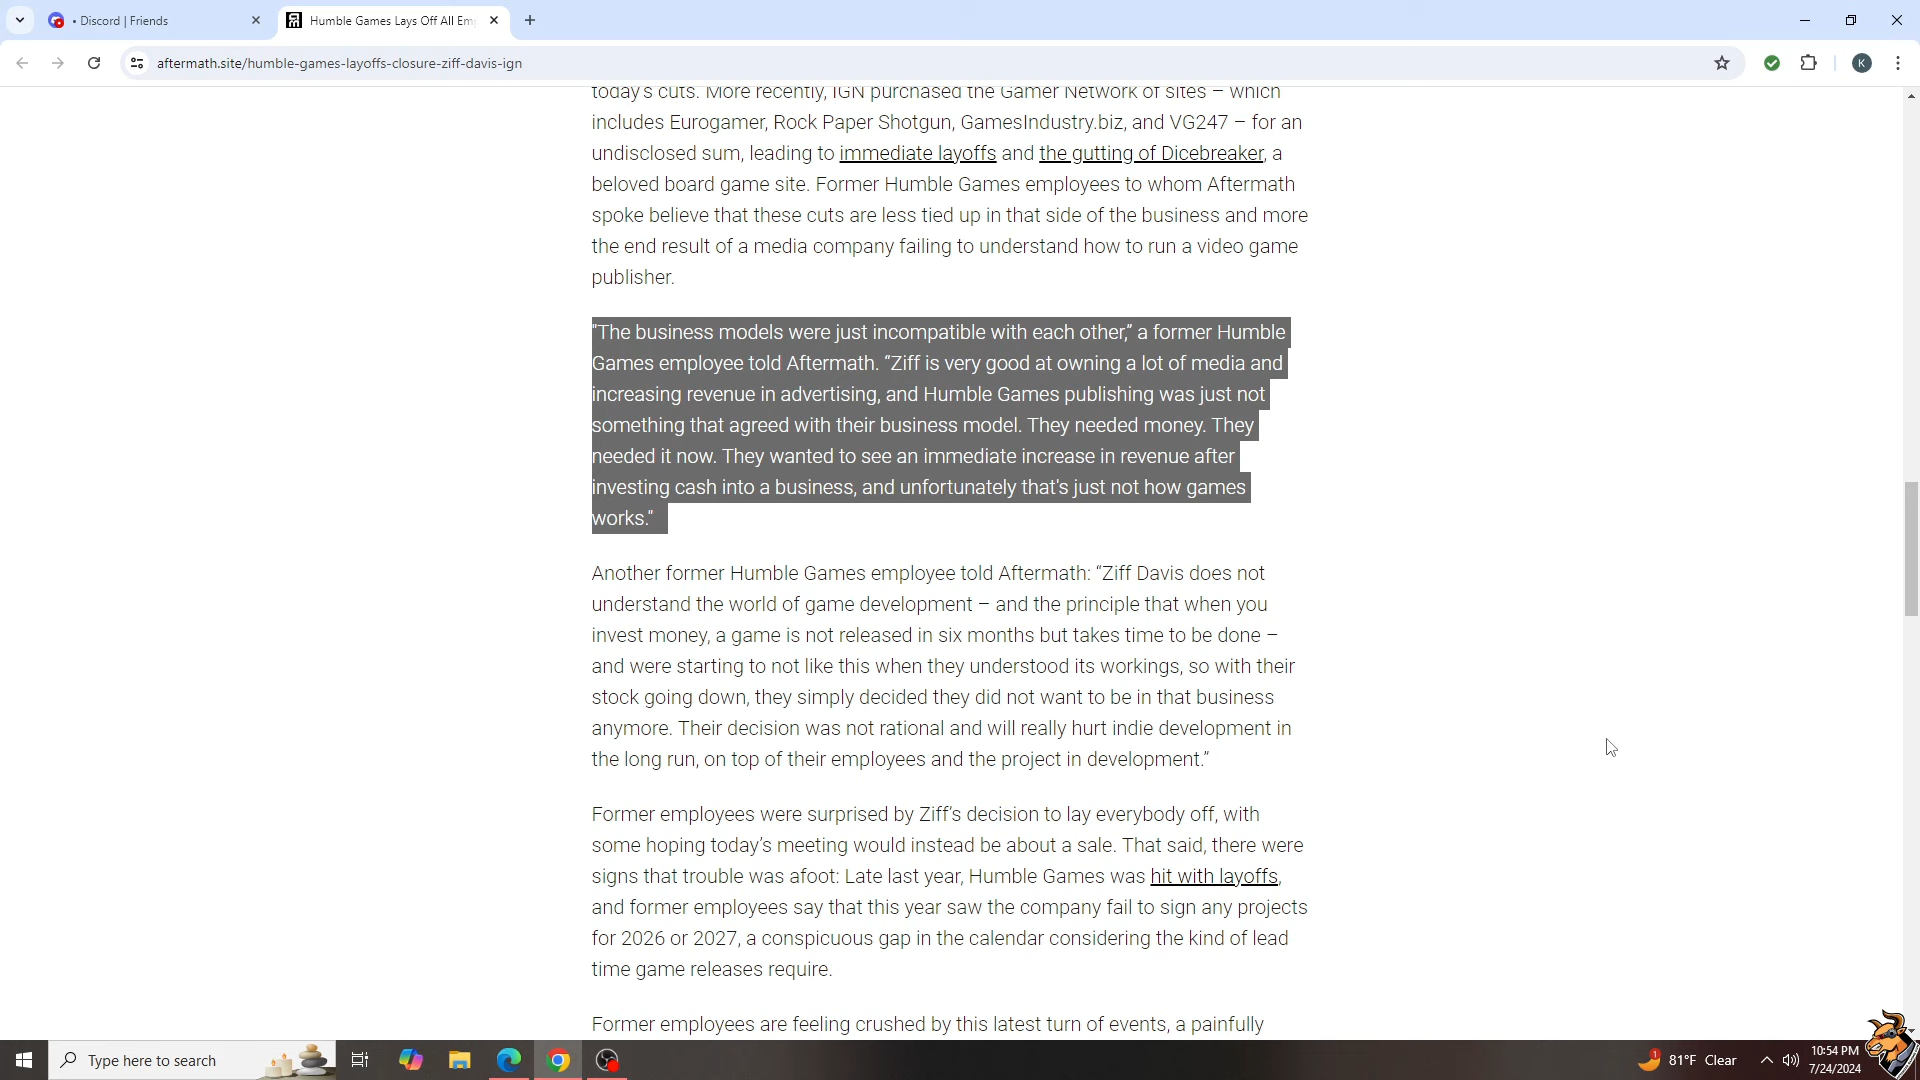 • Discord | Friends
Humble Games Lays Off All Em
aftermath.site/humble-games-layoffs-closure-ziff-davis-ign
K
today's cuts. More recently, IGN purchased the Gamer Network of sites – which
includes Eurogamer, Rock Paper Shotgun, GamesIndustry.biz, and VG247 – for an
undisclosed sum, leading to immediate layoffs and the gutting of Dicebreaker, a
beloved board game site. Former Humble Games employees to whom Aftermath
spoke believe that these cuts are less tied up in that side of the business and more
the end result of a media company failing to understand how to run a video game
publisher.
"The business models were just incompatible with each other,” a former Humble
Games employee told Aftermath. “Ziff is very good at owning a lot of media and
increasing revenue in advertising, and Humble Games publishing was just not
something that agreed with their business model. They needed money. They
needed it now. They wanted to see an immediate increase in revenue after
investing cash into a business, and unfortunately that's just not how games
works."
Another former Humble Games employee told Aftermath: “Ziff Davis does not
understand the world of game development – and the principle that when you
invest money, a game is not released in six months but takes time to be done –
and were starting to not like this when they understood its workings, so with their
stock going down, they simply decided they did not want to be in that business
anymore. Their decision was not rational and will really hurt indie development in
the long run, on top of their employees and the project in development.”
Former employees were surprised by Ziff’s decision to lay everybody off, with
some hoping today’s meeting would instead be about a sale. That said, there were
signs that trouble was afoot: Late last year, Humble Games was hit with layoffs,
and former employees say that this year saw the company fail to sign any projects
for 2026 or 2027, a conspicuous gap in the calendar considering the kind of lead
time game releases require.
Former employees are feeling crushed by this latest turn of events, a painfully
Type here to search
1
81°F Clear
10:54 PM
7/24/2024